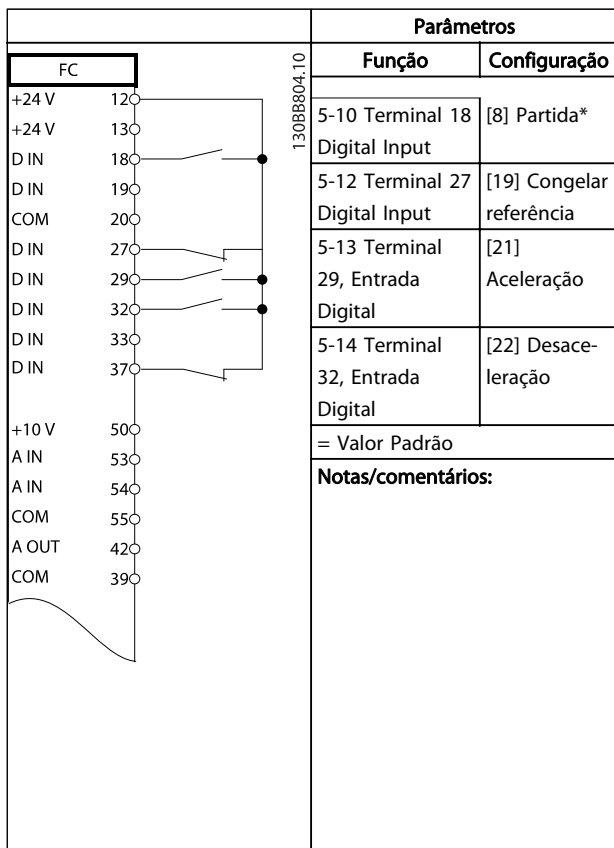 FC
+24 V 12
+24 V 13
D IN 18
D IN 19
COM 20
D IN 27
D IN 29
D IN 32
D IN 33
D IN 37
+10 V 50
A IN 53
A IN 54
COM 55
A OUT 42
COM 39
130BB804.10
Parâmetros
Função Configuração
5-10 Terminal 18 [8] Partida*
Digital Input
5-12 Terminal 27 [19] Congelar
Digital Input referência
5-13 Terminal [21]
29, Entrada Aceleração
Digital
5-14 Terminal [22] Desace-
32, Entrada leração
Digital
= Valor Padrão
Notas/comentários: